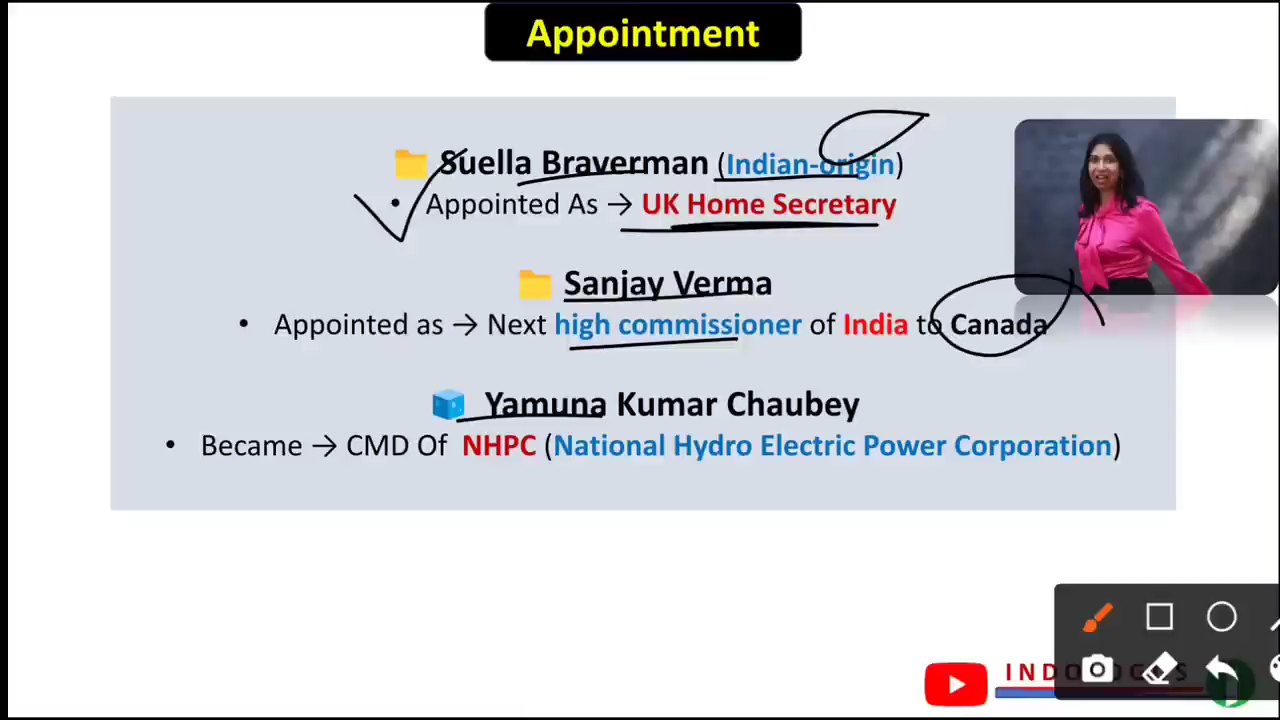 Appointment
Suella Braverman (Indian-origin)
• Appointed As → UK Home Secretary
Sanjay Verma
• Appointed as → Next high commissioner of India to Canada
Yamuna Kumar Chaubey
• Became → CMD Of NHPC (National Hydro Electric Power Corporation)